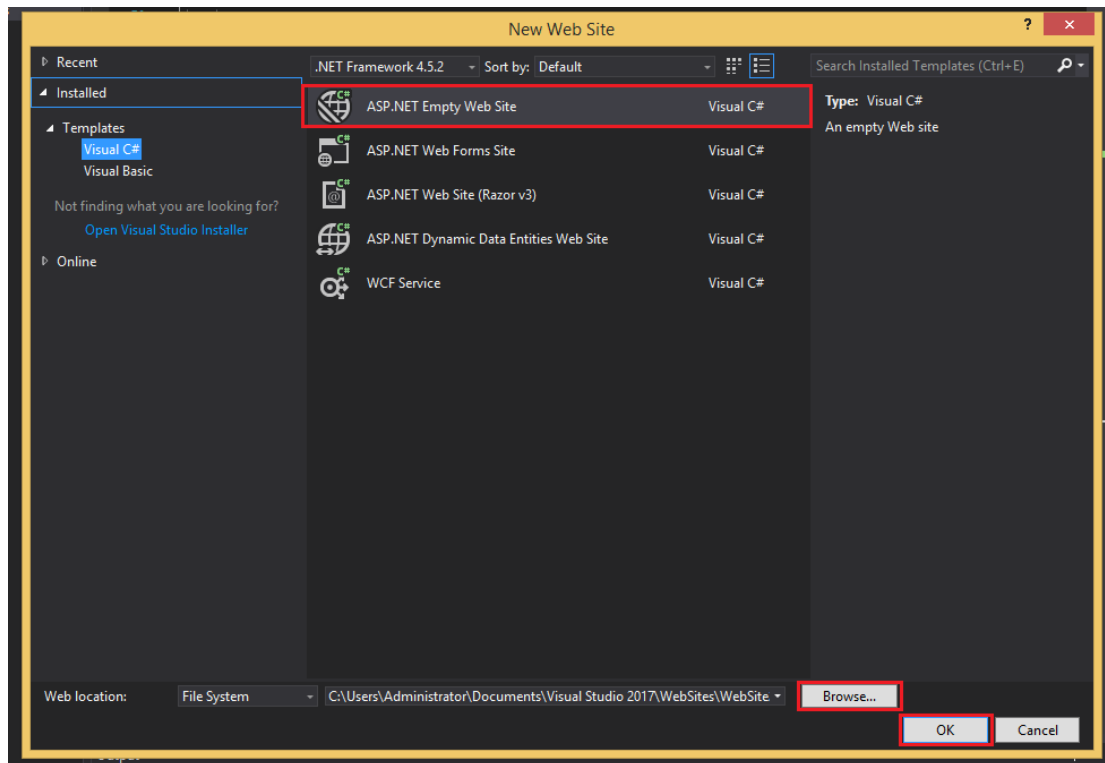 New Web Site
?
Recent
.NET Framework 4.5.2 Sort by: Default
Search Installed Templates (Ctrl+E)
Installed
Templates
Visual C#
Visual Basic
Not finding what you are looking for?
Open Visual Studio Installer
Online
C# ASP.NET Empty Web Site Visual C#
C# ASP.NET Web Forms Site Visual C#
C# @ ASP.NET Web Site (Razor v3) Visual C#
C# ASP.NET Dynamic Data Entities Web Site Visual C#
C# WCF Service Visual C#
Type: Visual C#
An empty Web site
Web location: File System C:\Users\Administrator\Documents\Visual Studio 2017\WebSites\WebSite Browse...
OK Cancel